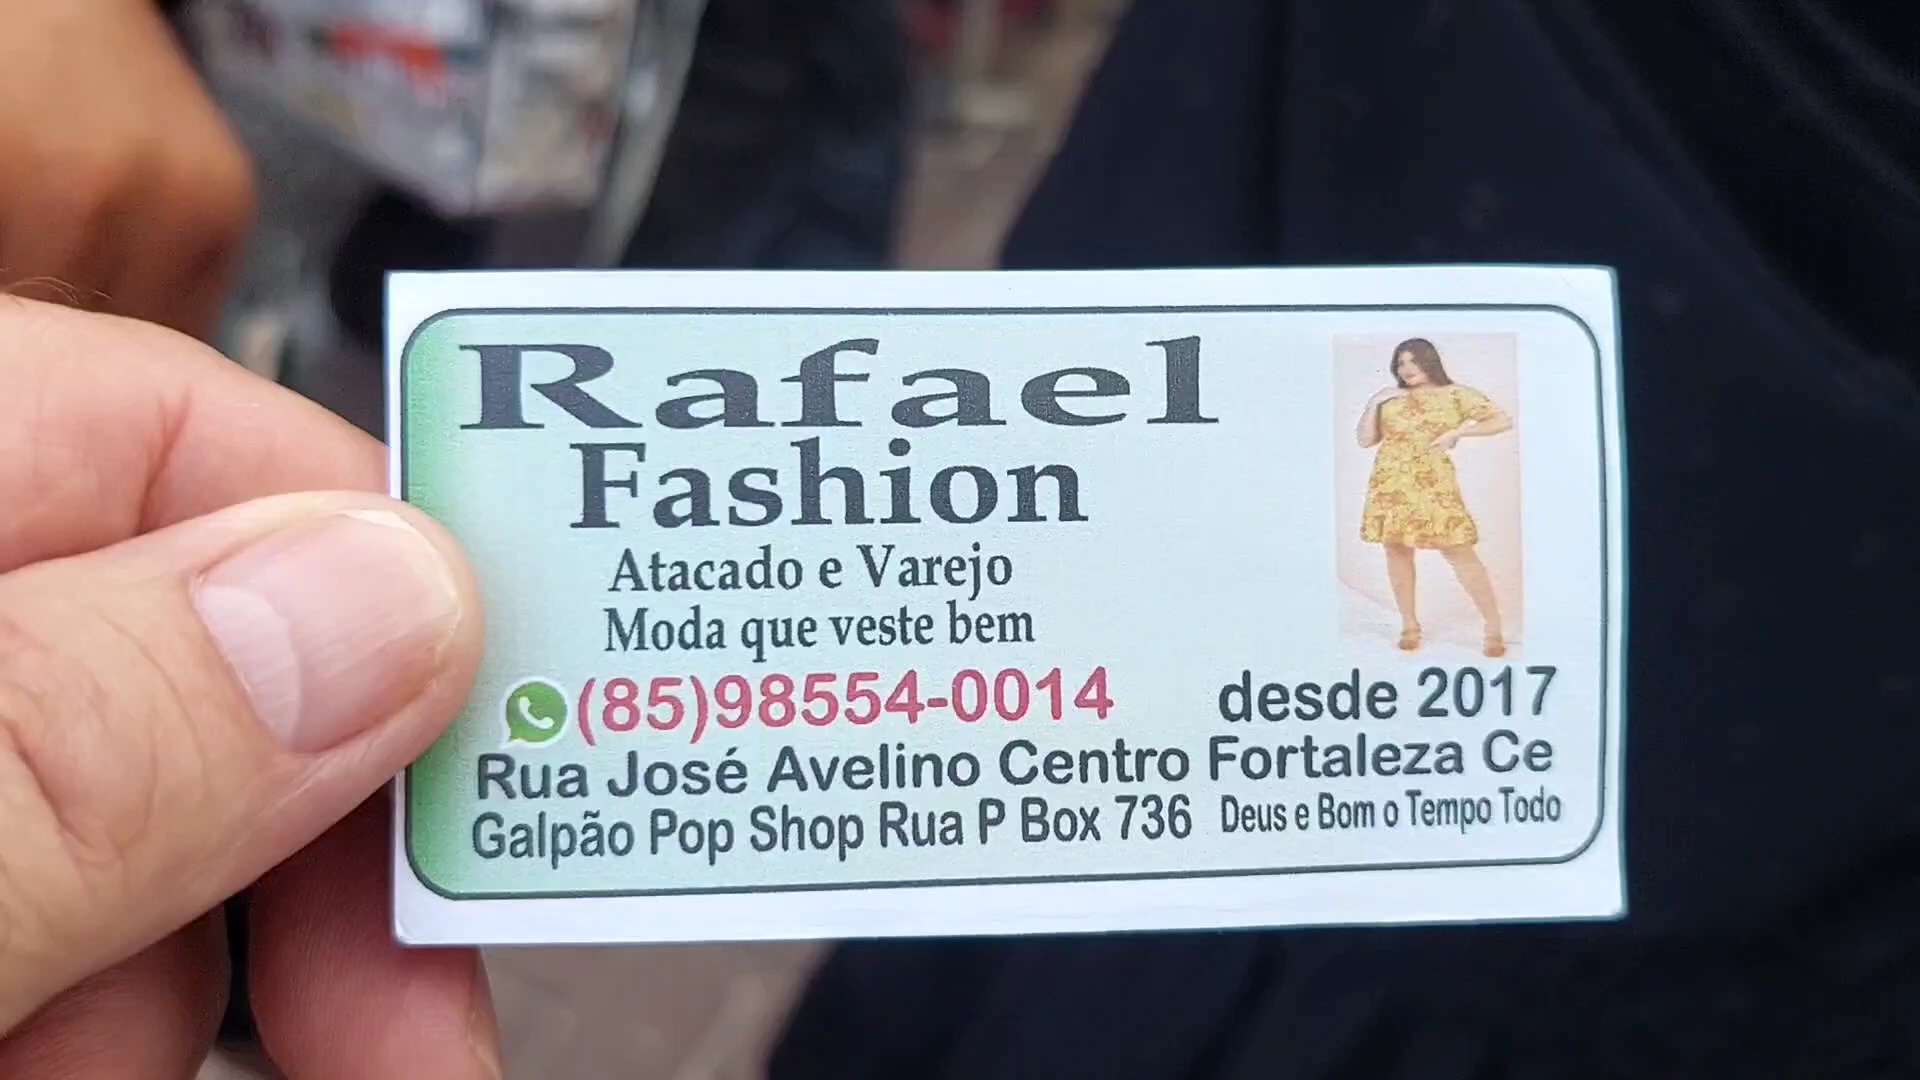 Rafael
Fashion
Atacado e Varejo
Moda que veste bem
(85)98554-0014 desde 2017
Rua José Avelino Centro Fortaleza Ce
Galpão Pop Shop Rua P Box 736 Deus e Bom o Tempo Todo